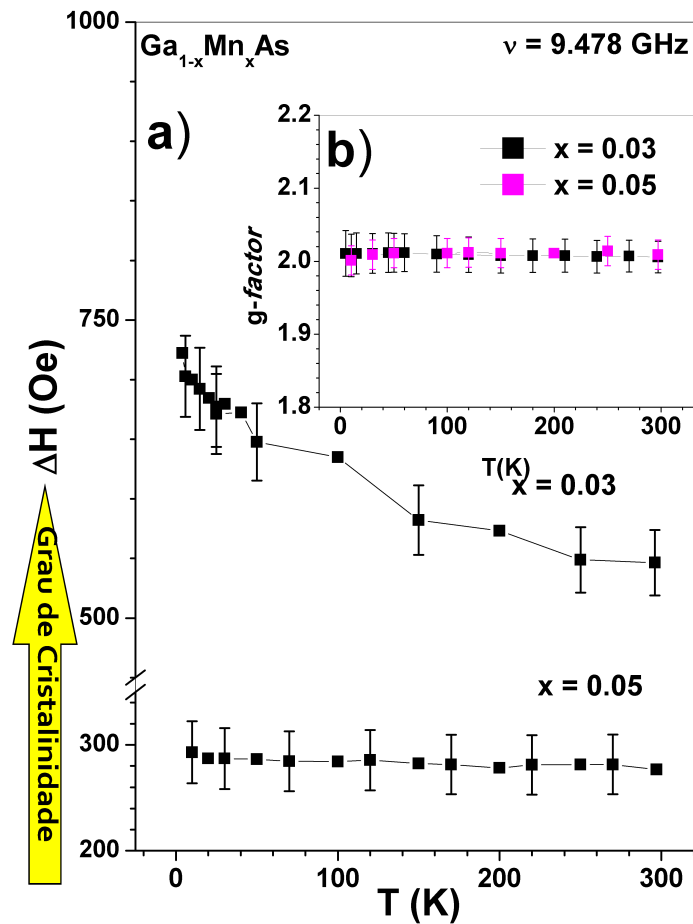 1000
Ga1-xMnxAs
ν = 9.478 GHz
a)
b)
2.2
2.1
2.0
1.9
1.8
g-factor
x = 0.03
x = 0.05
0
100
200
300
T(K)
x = 0.03
750
500
ΔH (Oe)
Grau de Cristalinidade
x = 0.05
300
200
0
100
200
300
T (K)